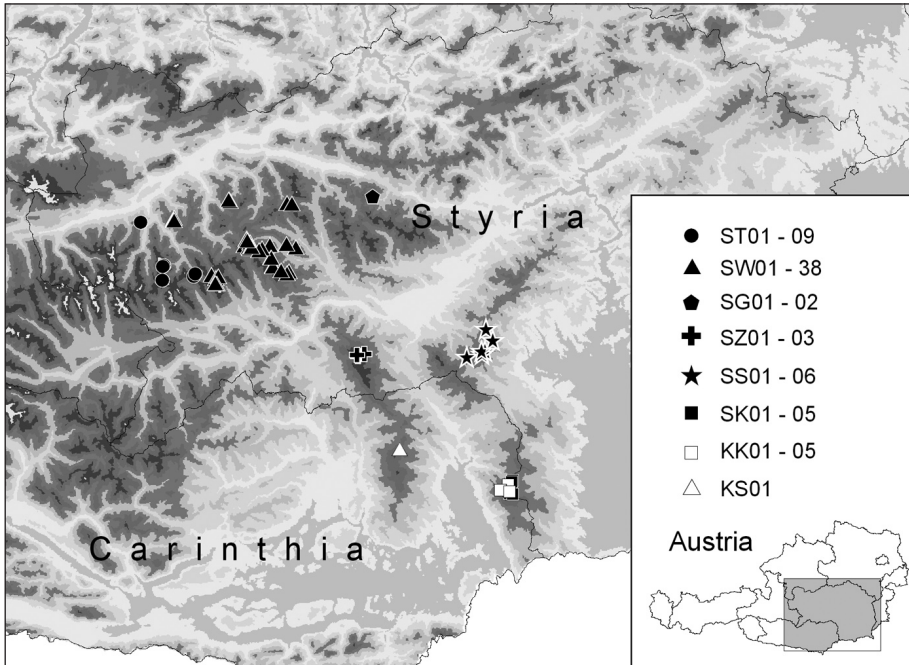 Styria
Carinthia
ST01 - 09
SW01 - 38
SG01 - 02
SZ01 - 03
SS01 - 06
SK01 - 05
KK01 - 05
KS01
Austria